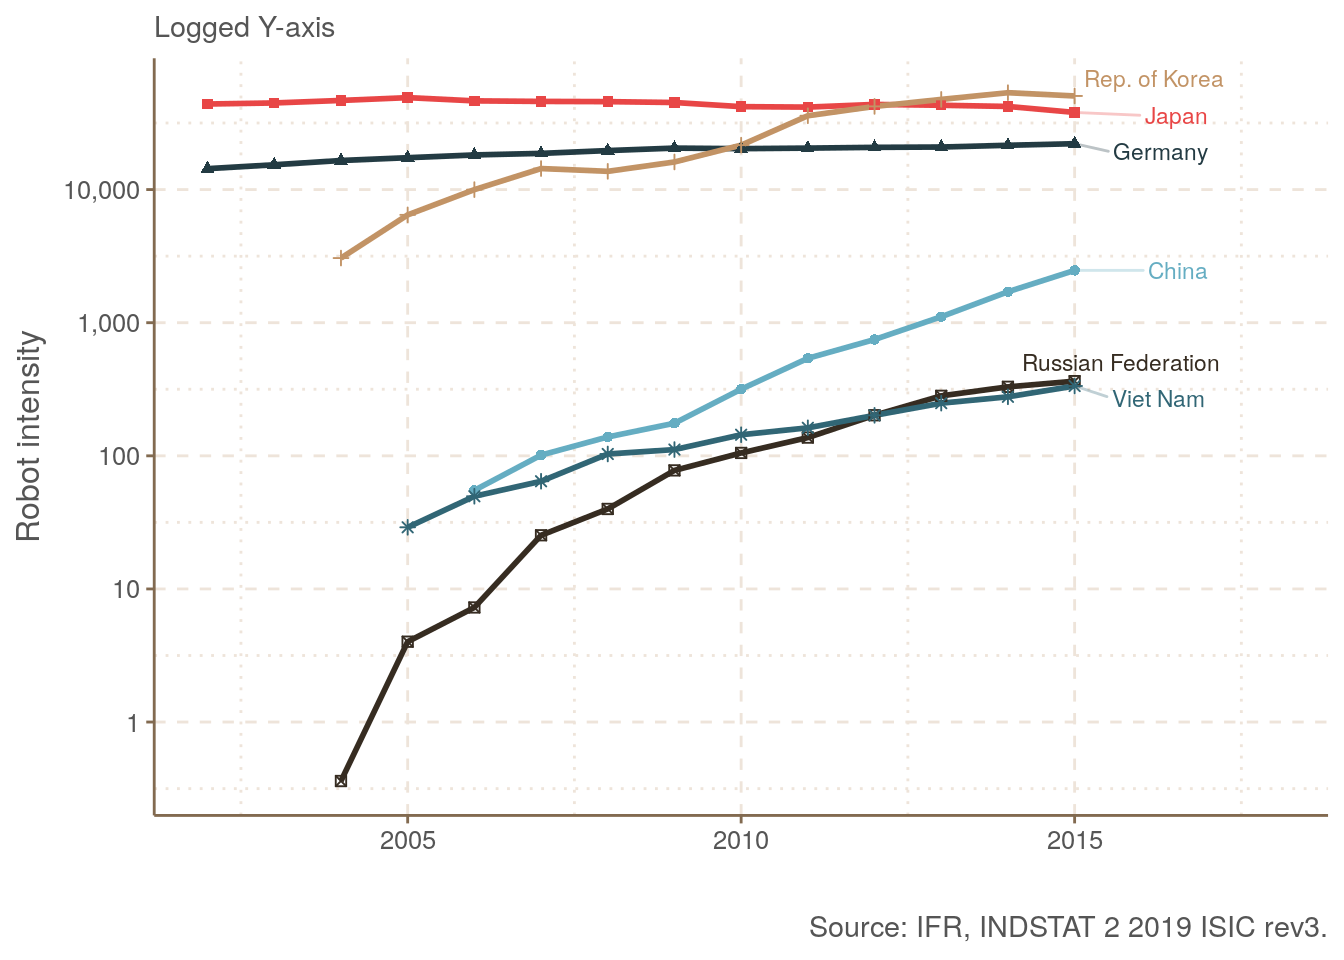 Logged Y-axis
Rep. of Korea
Japan
Germany
10,000
China
1,000
Russian Federation
Viet Nam
100
10
1
Robot intensity
2005 2010 2015
Source: IFR, INDSTAT 2 2019 ISIC rev3.